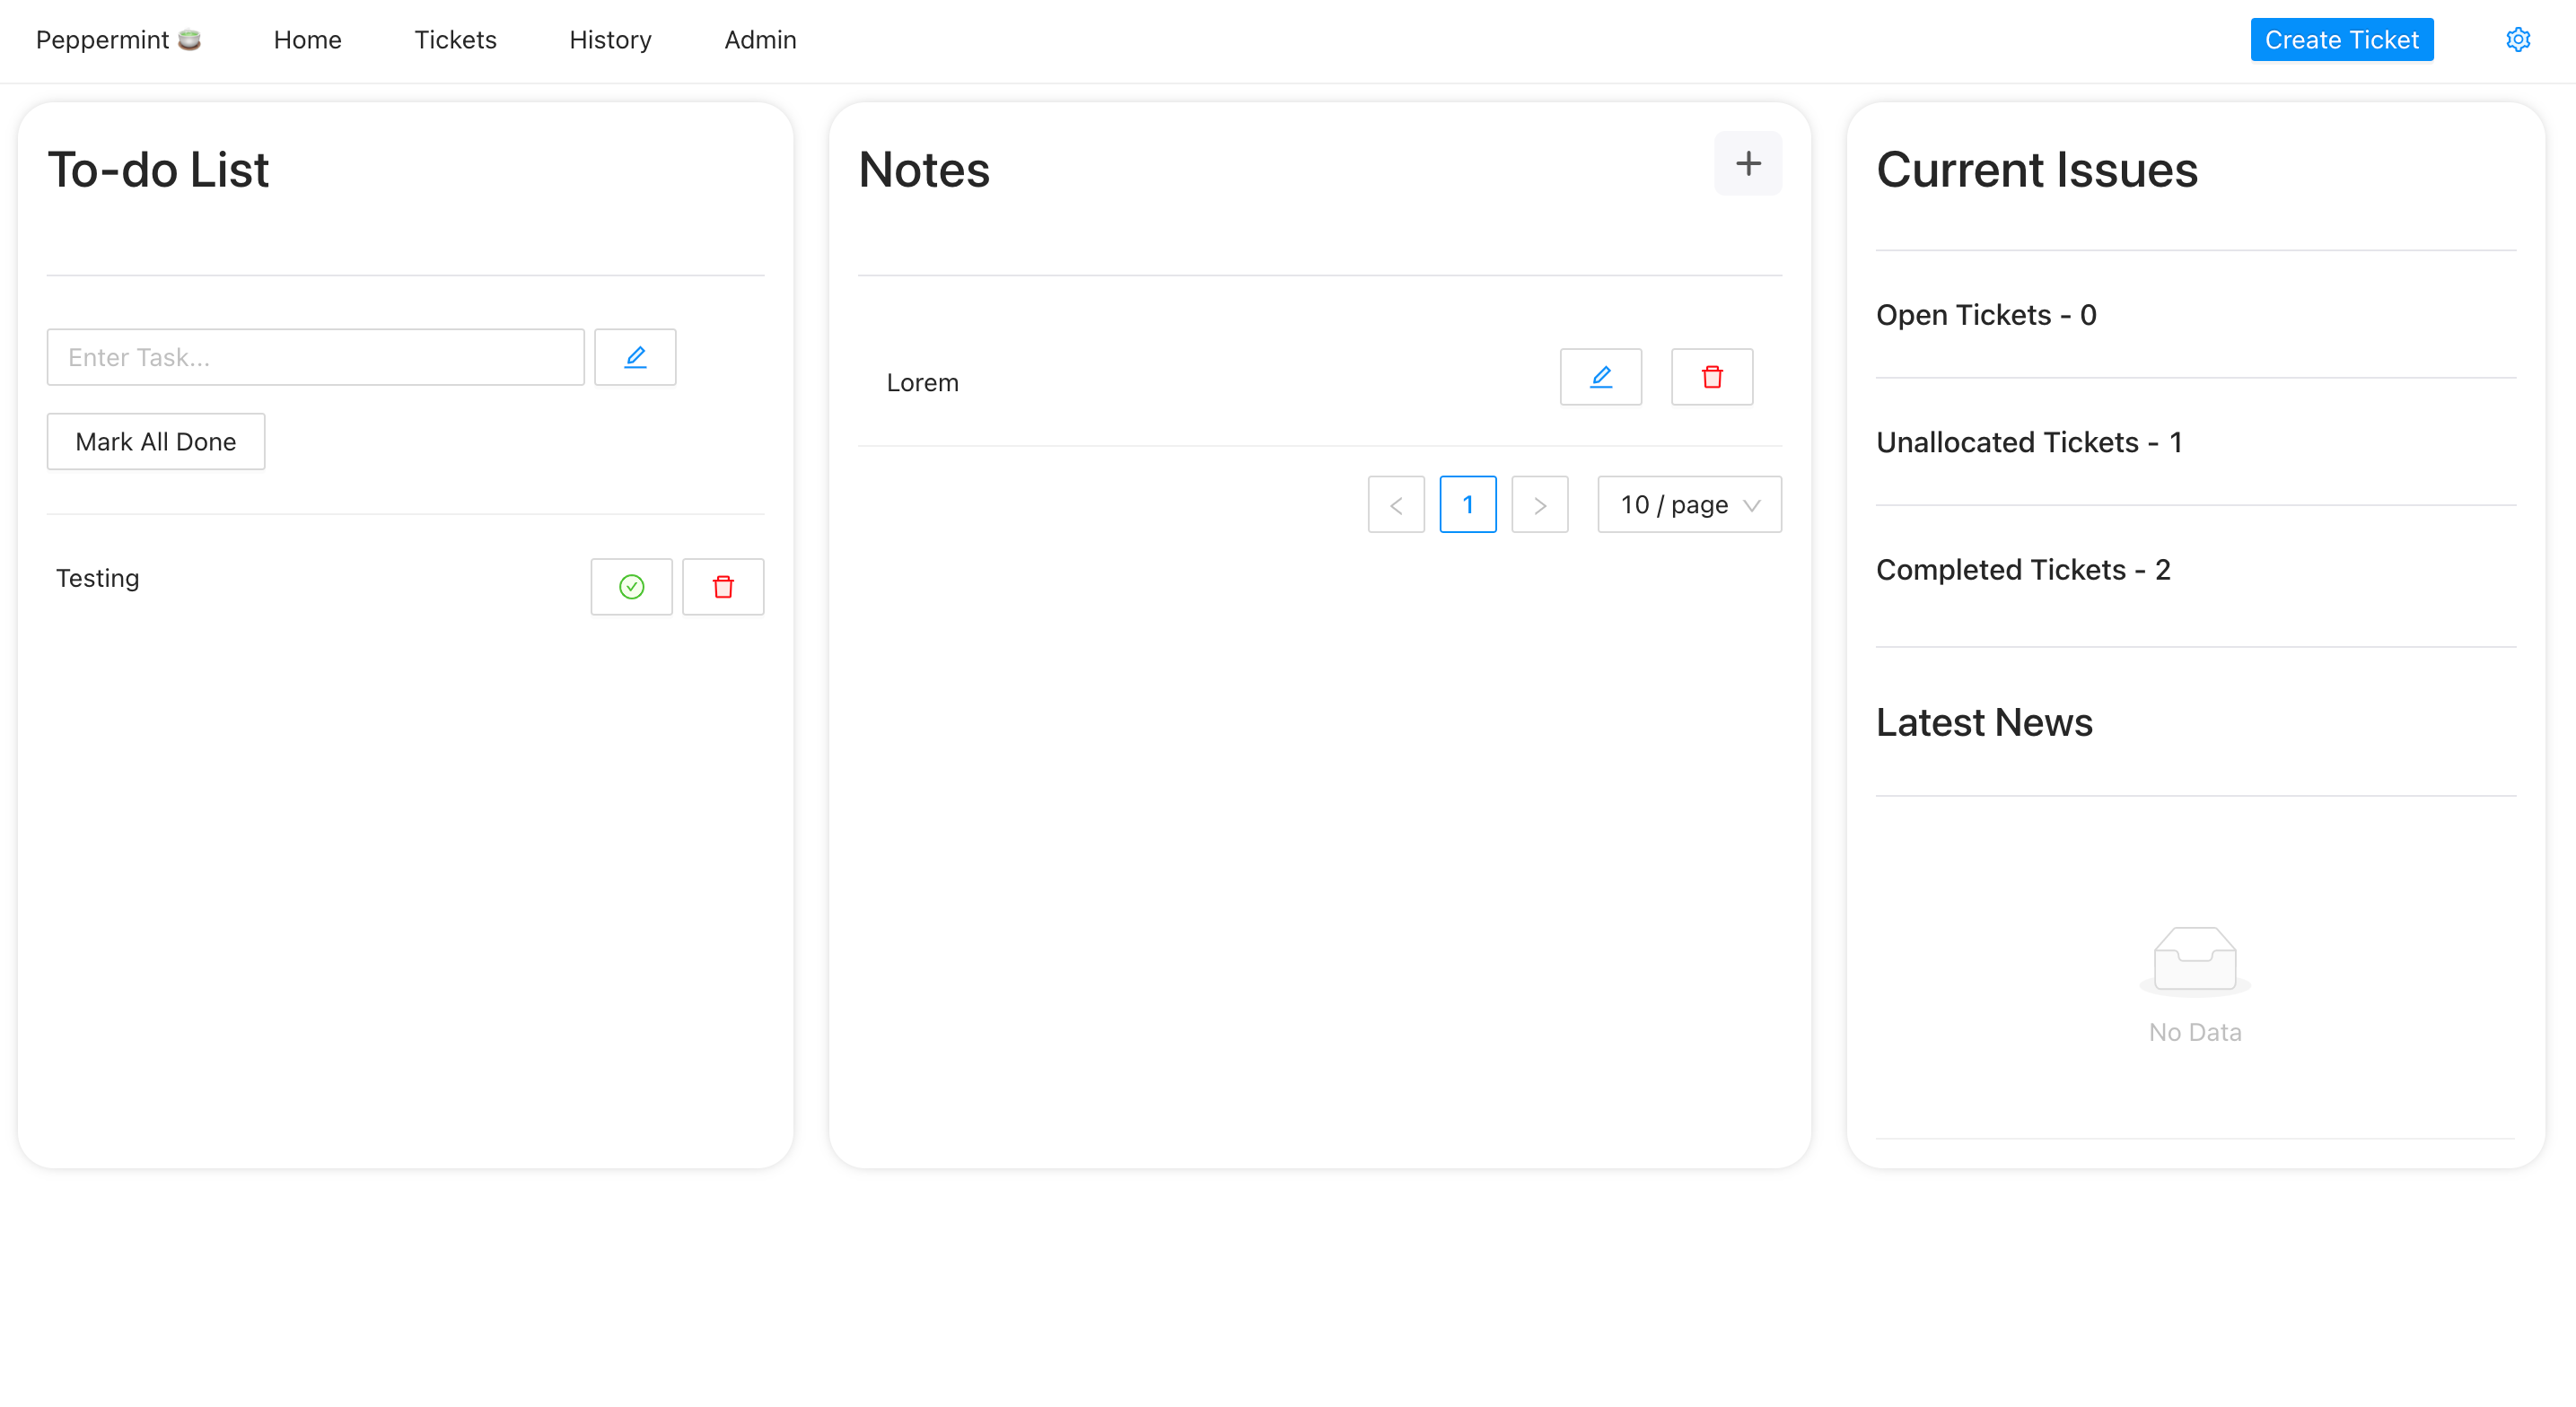 Peppermint 🍵 Home Tickets History Admin Create Ticket
To-do List
Enter Task...
Mark All Done
Testing
Notes
Lorem
< 1 > 10 / page
Current Issues
Open Tickets - 0
Unallocated Tickets - 1
Completed Tickets - 2
Latest News
No Data